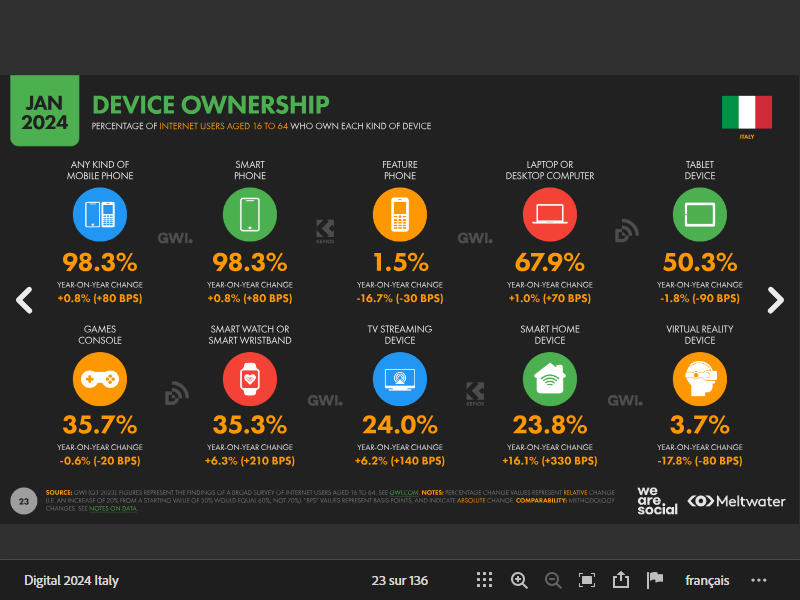 JAN
2024
DEVICE OWNERSHIP
PERCENTAGE OF INTERNET USERS AGED 16 TO 64 WHO OWN EACH KIND OF DEVICE
ITALY
ANY KIND OF
MOBILE PHONE
SMART
PHONE
FEATURE
PHONE
LAPTOP OR
DESKTOP COMPUTER
TABLET
DEVICE
GWI.
KEPIOS
GWI.
98.3%
98.3%
1.5%
67.9%
50.3%
YEAR-ON-YEAR CHANGE
YEAR-ON-YEAR CHANGE
YEAR-ON-YEAR CHANGE
YEAR-ON-YEAR CHANGE
YEAR-ON-YEAR CHANGE
+0.8% (+80 BPS)
+0.8% (+80 BPS)
-16.7% (-30 BPS)
+1.0% (+70 BPS)
-1.8% (-90 BPS)
GAMES
CONSOLE
SMART WATCH OR
SMART WRISTBAND
TV STREAMING
DEVICE
SMART HOME
DEVICE
VIRTUAL REALITY
DEVICE
GWI.
KEPIOS
GWI.
35.7%
35.3%
24.0%
23.8%
3.7%
YEAR-ON-YEAR CHANGE
YEAR-ON-YEAR CHANGE
YEAR-ON-YEAR CHANGE
YEAR-ON-YEAR CHANGE
YEAR-ON-YEAR CHANGE
-0.6% (-20 BPS)
+6.3% (+210 BPS)
+6.2% (+140 BPS)
+16.1% (+330 BPS)
-17.8% (-80 BPS)
23
SOURCE: GWI (Q3 2023). FIGURES REPRESENT THE FINDINGS OF A BROAD SURVEY OF INTERNET USERS AGED 16 TO 64. SEE GWI.COM. NOTES: PERCENTAGE CHANGE VALUES REPRESENT RELATIVE CHANGE
(I.E. AN INCREASE OF 20% FROM A STARTING VALUE OF 50% WOULD EQUAL 60%, NOT 70%). "BPS" VALUES REPRESENT BASIS POINTS, AND INDICATE ABSOLUTE CHANGE. COMPARABILITY: METHODOLOGY
CHANGES. SEE NOTES ON DATA.
we
are.
social
Meltwater
Digital 2024 Italy
23 sur 136
français